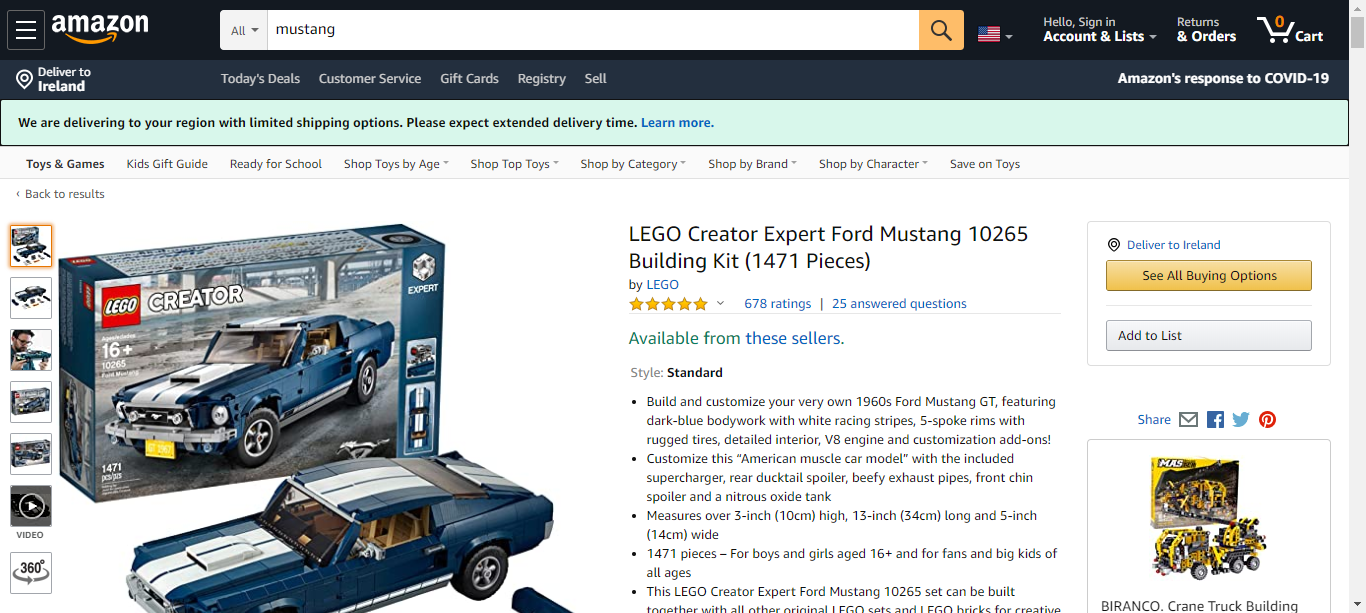 amazon
All
mustang
Hello, Sign in
Account & Lists
Returns
& Orders
0
Cart
Deliver to
Ireland
Today's Deals
Customer Service
Gift Cards
Registry
Sell
Amazon's response to COVID-19
We are delivering to your region with limited shipping options. Please expect extended delivery time. Learn more.
Toys & Games
Kids Gift Guide
Ready for School
Shop Toys by Age
Shop Top Toys
Shop by Category
Shop by Brand
Shop by Character
Save on Toys
‹ Back to results
VIDEO
360°
LEGO
CREATOR
EXPERT
Ages/edades
16+
10265
Ford Mustang
1471
pcs/pzs
LEGO Creator Expert Ford Mustang 10265
Building Kit (1471 Pieces)
by LEGO
678 ratings | 25 answered questions
Available from these sellers.
Style: Standard
• Build and customize your very own 1960s Ford Mustang GT, featuring
dark-blue bodywork with white racing stripes, 5-spoke rims with
rugged tires, detailed interior, V8 engine and customization add-ons!
• Customize this “American muscle car model” with the included
supercharger, rear ducktail spoiler, beefy exhaust pipes, front chin
spoiler and a nitrous oxide tank
• Measures over 3-inch (10cm) high, 13-inch (34cm) long and 5-inch
(14cm) wide
• 1471 pieces – For boys and girls aged 16+ and for fans and big kids of
all ages
• This LEGO Creator Expert Ford Mustang 10265 set can be built
together with all other original LEGO sets and LEGO bricks for creative
Deliver to Ireland
See All Buying Options
Add to List
Share
BIRANCO. Crane Truck Building